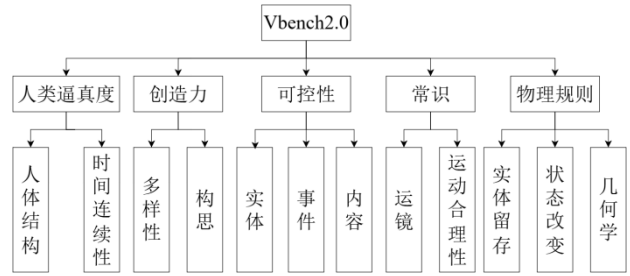 Vbench2.0
人类逼真度
创造力
可控性
常识
物理规则
人体结构
时间连续性
多样性
构思
实体
事件
内容
运镜
运动合理性
实体留存
状态改变
几何学